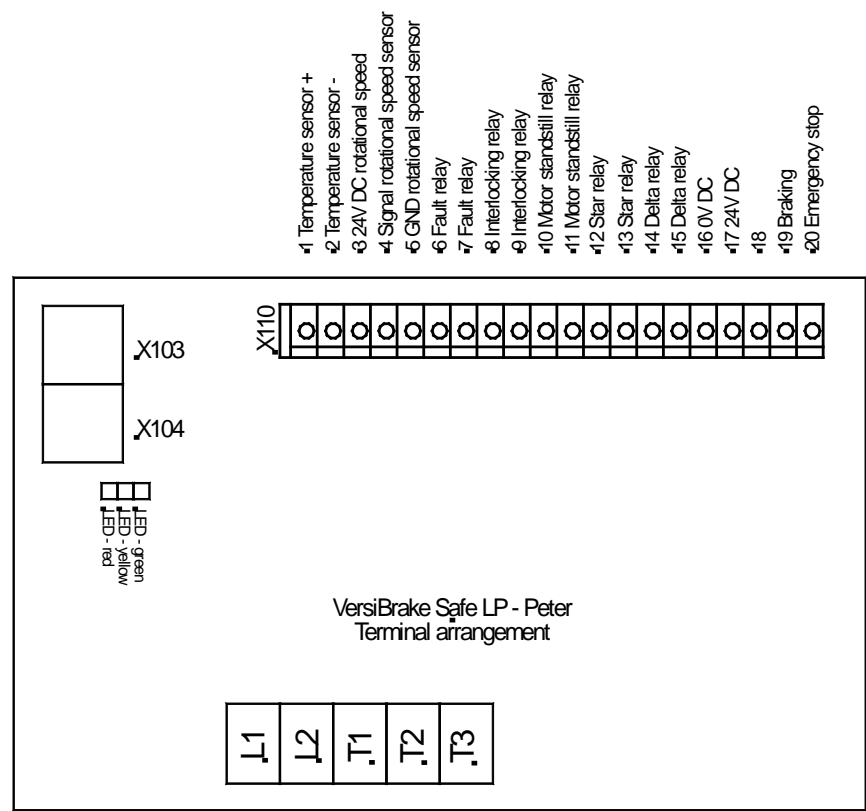 1 Temperature sensor +
2 Temperature sensor -
3 24V DC rotational speed
4 Signal rotational speed sensor
5 GND rotational speed sensor
6 Fault relay
7 Fault relay
8 Interlocking relay
9 Interlocking relay
10 Motor standstill relay
11 Motor standstill relay
12 Star relay
13 Star relay
14 Delta relay
15 Delta relay
16 0V DC
17 24V DC
18
19 Braking
20 Emergency stop
X110
X103
X104
LED - red
LED - yellow
LED - green
VersiBrake Safe LP - Peter
Terminal arrangement
L1
L2
T1
T2
T3